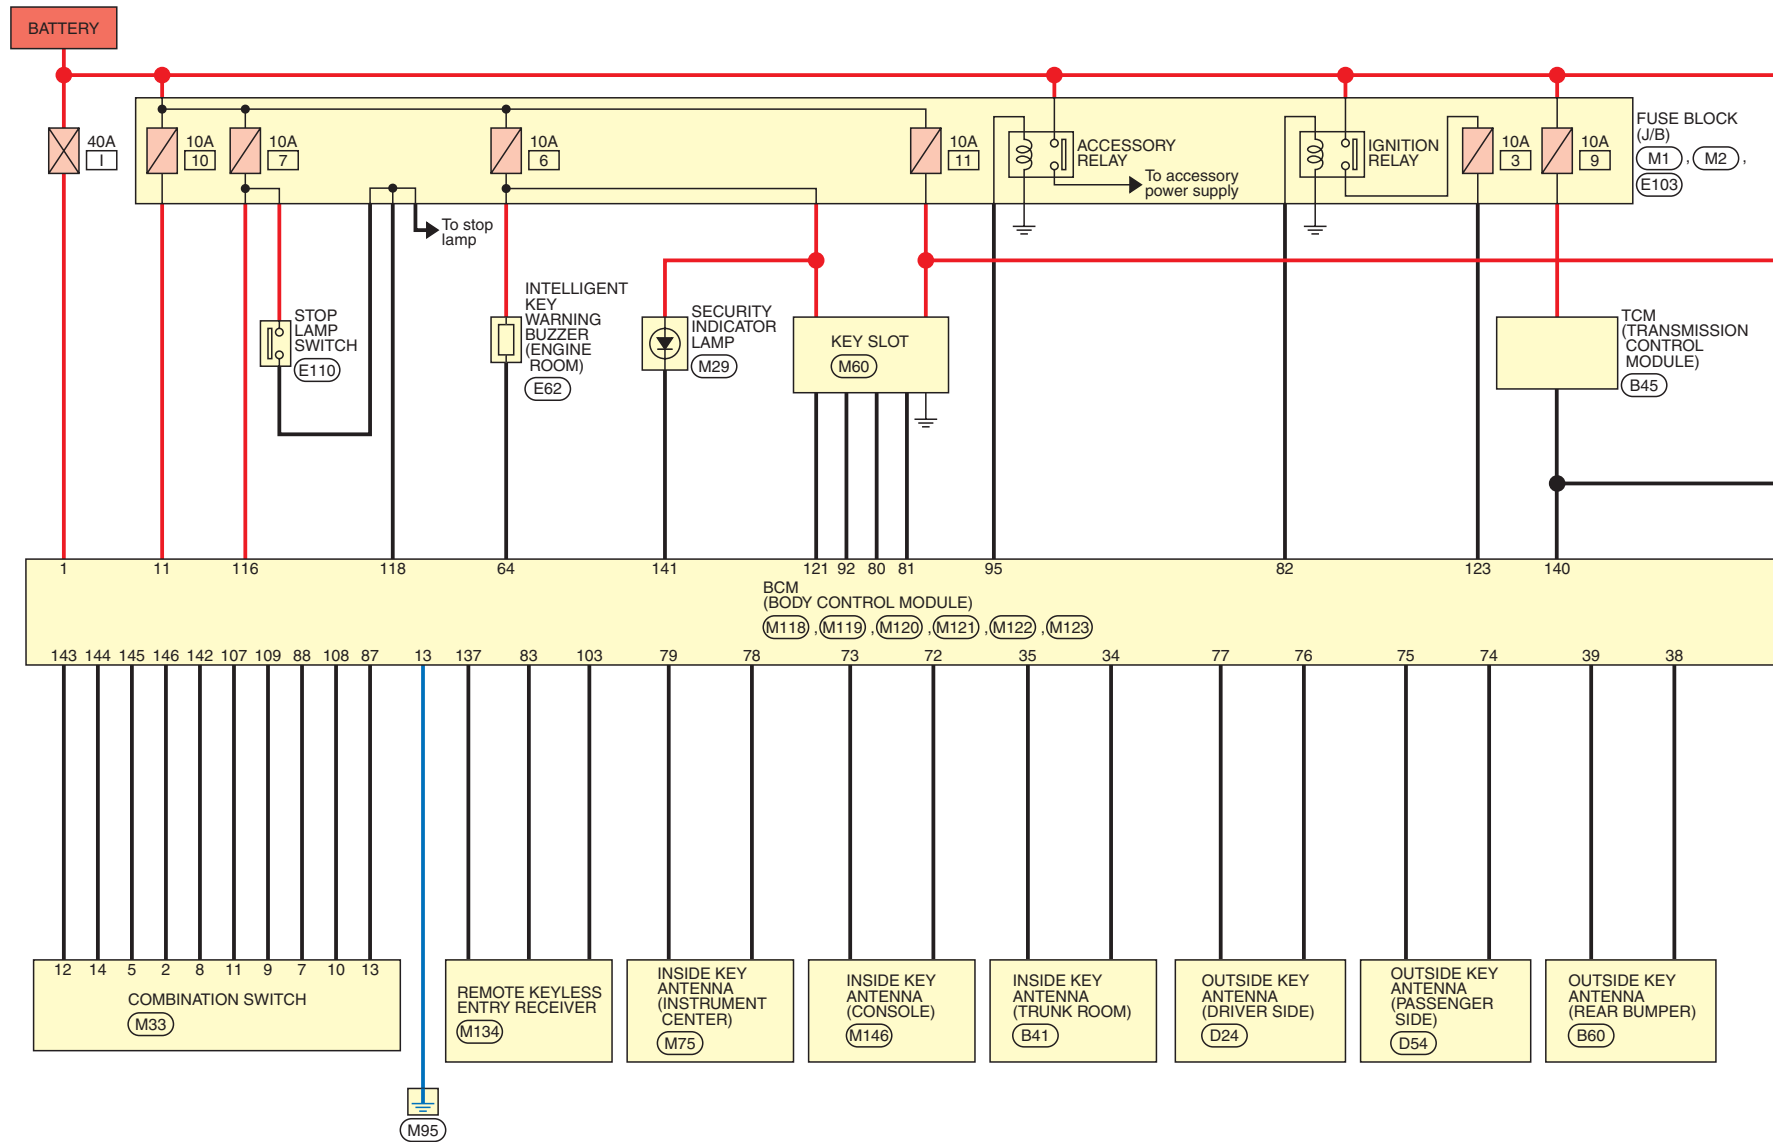 BATTERY
40A
I
10A
10
10A
7
10A
6
10A
11
ACCESSORY
RELAY
To accessory
power supply
IGNITION
RELAY
10A
3
10A
9
FUSE BLOCK
(J/B)
M1 , M2 ,
E103
To stop
lamp
STOP
LAMP
SWITCH
E110
INTELLIGENT
KEY
WARNING
BUZZER
(ENGINE
ROOM)
E62
SECURITY
INDICATOR
LAMP
M29
KEY SLOT
M60
TCM
(TRANSMISSION
CONTROL
MODULE)
B45
1 11 116 118 64 141 121 92 80 81 95 82 123 140
BCM
(BODY CONTROL MODULE)
M118 , M119 , M120 , M121 , M122 , M123
143 144 145 146 142 107 109 88 108 87 13 137 83 103 79 78 73 72 35 34 77 76 75 74 39 38
12 14 5 2 8 11 9 7 10 13
COMBINATION SWITCH
M33
M95
REMOTE KEYLESS
ENTRY RECEIVER
M134
INSIDE KEY
ANTENNA
(INSTRUMENT
CENTER)
M75
INSIDE KEY
ANTENNA
(CONSOLE)
M146
INSIDE KEY
ANTENNA
(TRUNK ROOM)
B41
OUTSIDE KEY
ANTENNA
(DRIVER SIDE)
D24
OUTSIDE KEY
ANTENNA
(PASSENGER
SIDE)
D54
OUTSIDE KEY
ANTENNA
(REAR BUMPER)
B60